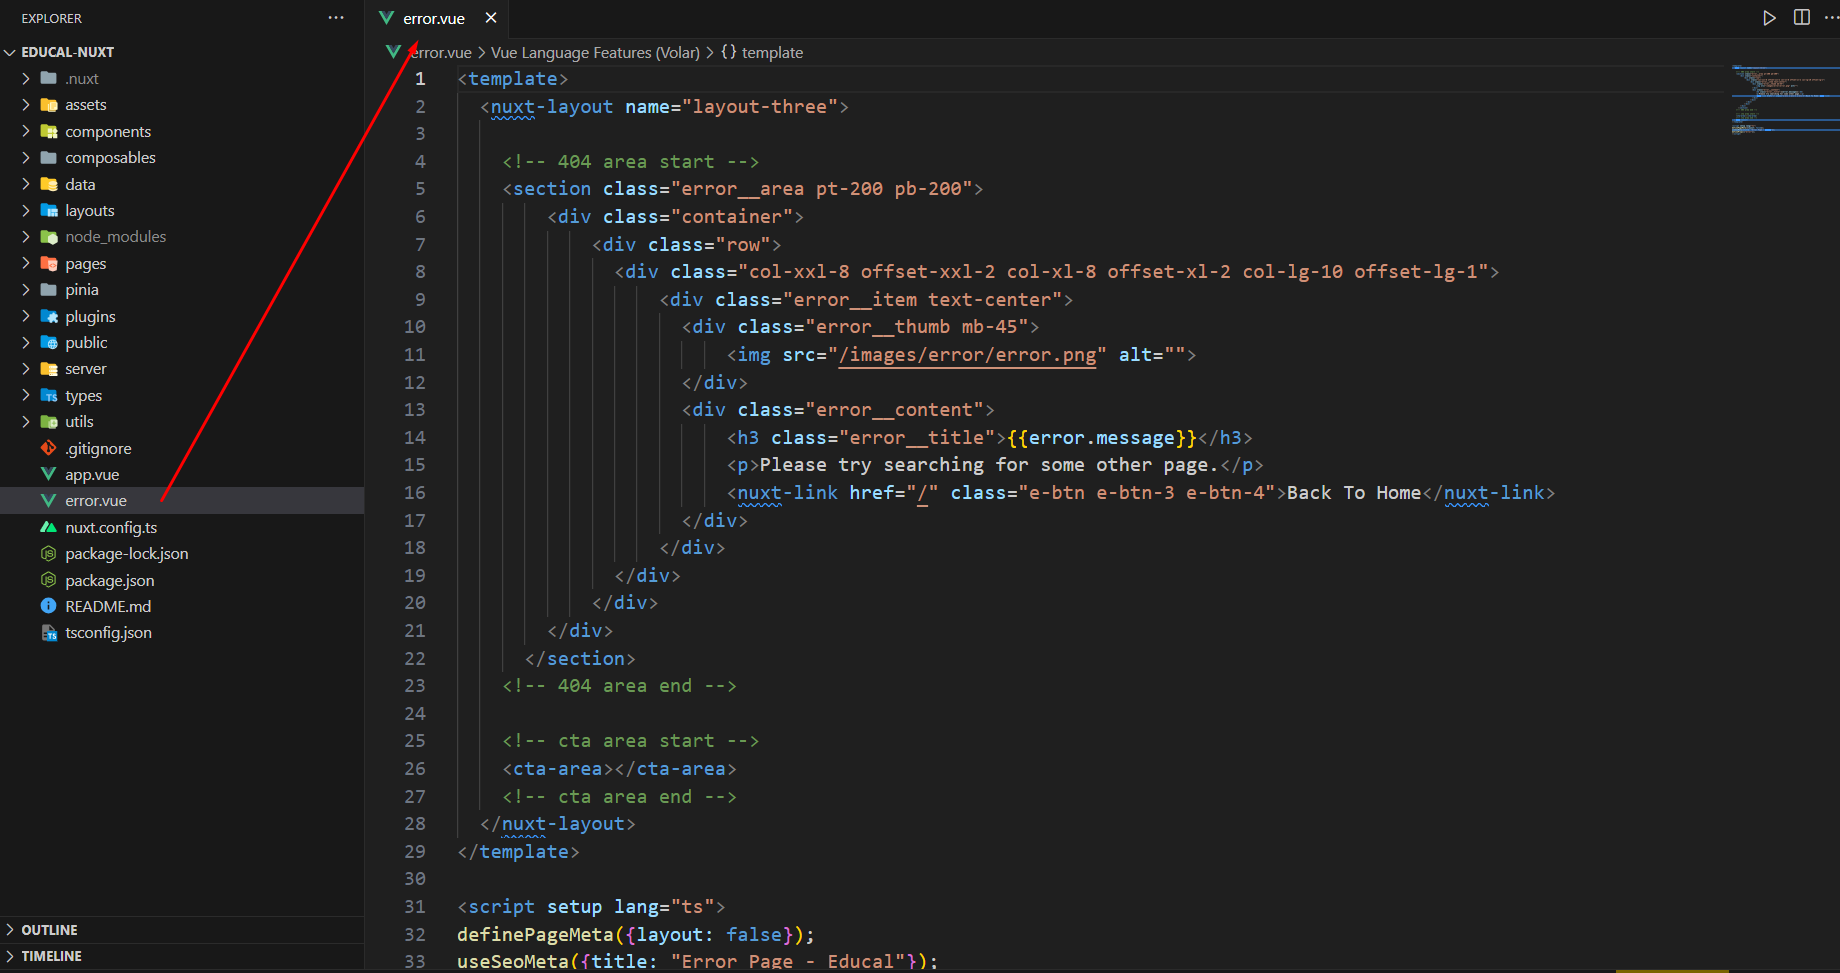 EXPLORER
EDUCAL-NUXT
.nuxt
assets
components
composables
data
layouts
node_modules
pages
pinia
plugins
public
server
types
utils
.gitignore
app.vue
error.vue
nuxt.config.ts
package-lock.json
package.json
README.md
tsconfig.json
OUTLINE
TIMELINE
error.vue
error.vue > Vue Language Features (Volar) > {} template
1 <template>
2 <nuxt-layout name="layout-three">
3
4 <!-- 404 area start -->
5 <section class="error__area pt-200 pb-200">
6 <div class="container">
7 <div class="row">
8 <div class="col-xxl-8 offset-xxl-2 col-xl-8 offset-xl-2 col-lg-10 offset-lg-1">
9 <div class="error__item text-center">
10 <div class="error__thumb mb-45">
11 <img src="/images/error/error.png" alt="">
12 </div>
13 <div class="error__content">
14 <h3 class="error__title">{{error.message}}</h3>
15 <p>Please try searching for some other page.</p>
16 <nuxt-link href="/" class="e-btn e-btn-3 e-btn-4">Back To Home</nuxt-link>
17 </div>
18 </div>
19 </div>
20 </div>
21 </div>
22 </section>
23 <!-- 404 area end -->
24
25 <!-- cta area start -->
26 <cta-area></cta-area>
27 <!-- cta area end -->
28 </nuxt-layout>
29 </template>
30
31 <script setup lang="ts">
32 definePageMeta({layout: false});
33 useSeoMeta({title: "Error Page - Educal"});